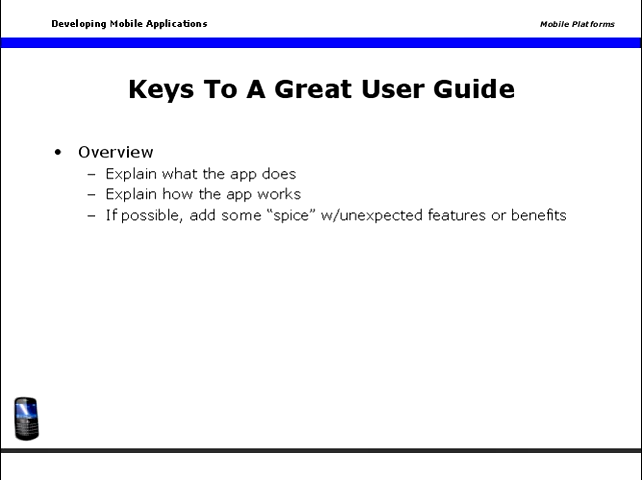 Developing Mobile Applications
Mobile Platforms
Keys To A Great User Guide
• Overview
– Explain what the app does
– Explain how the app works
– If possible, add some “spice” w/unexpected features or benefits